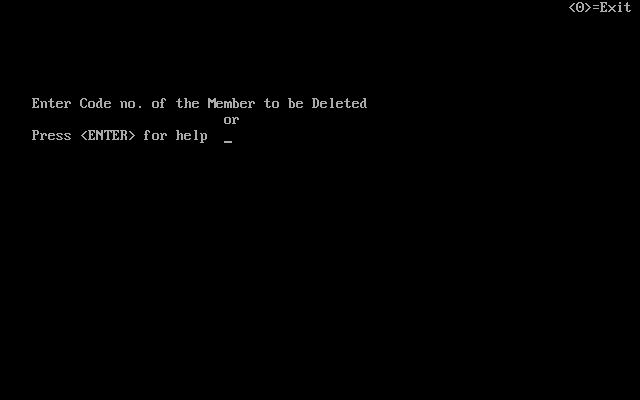 <0>=Exit
Enter Code no. of the Member to be Deleted
or
Press <ENTER> for help _